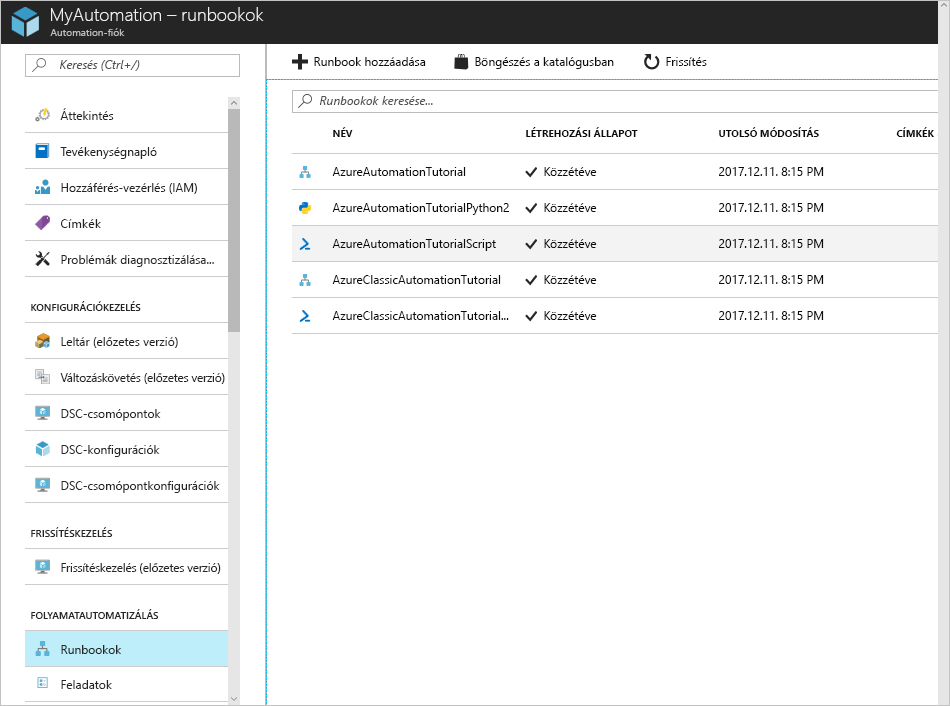 MyAutomation – runbookok
Automation-fiók
Keresés (Ctrl+/)
Áttekintés
Tevékenységnapló
Hozzáférés-vezérlés (IAM)
Címkék
Problémák diagnosztizálása...
KONFIGURÁCIÓKEZELÉS
Leltár (előzetes verzió)
Változáskövetés (előzetes verzió)
DSC-csomópontok
DSC-konfigurációk
DSC-csomópontkonfigurációk
FRISSÍTÉSKEZELÉS
Frissítéskezelés (előzetes verzió)
FOLYAMATAUTOMATIZÁLÁS
Runbookok
Feladatok
Runbook hozzáadása Böngészés a katalógusban Frissítés
Runbookok keresése...
NÉV LÉTREHOZÁSI ÁLLAPOT UTOLSÓ MÓDOSÍTÁS CÍMKÉK
AzureAutomationTutorial Közzétéve 2017.12.11. 8:15 PM
AzureAutomationTutorialPython2 Közzétéve 2017.12.11. 8:15 PM
AzureAutomationTutorialScript Közzétéve 2017.12.11. 8:15 PM
AzureClassicAutomationTutorial Közzétéve 2017.12.11. 8:15 PM
AzureClassicAutomationTutorial... Közzétéve 2017.12.11. 8:15 PM